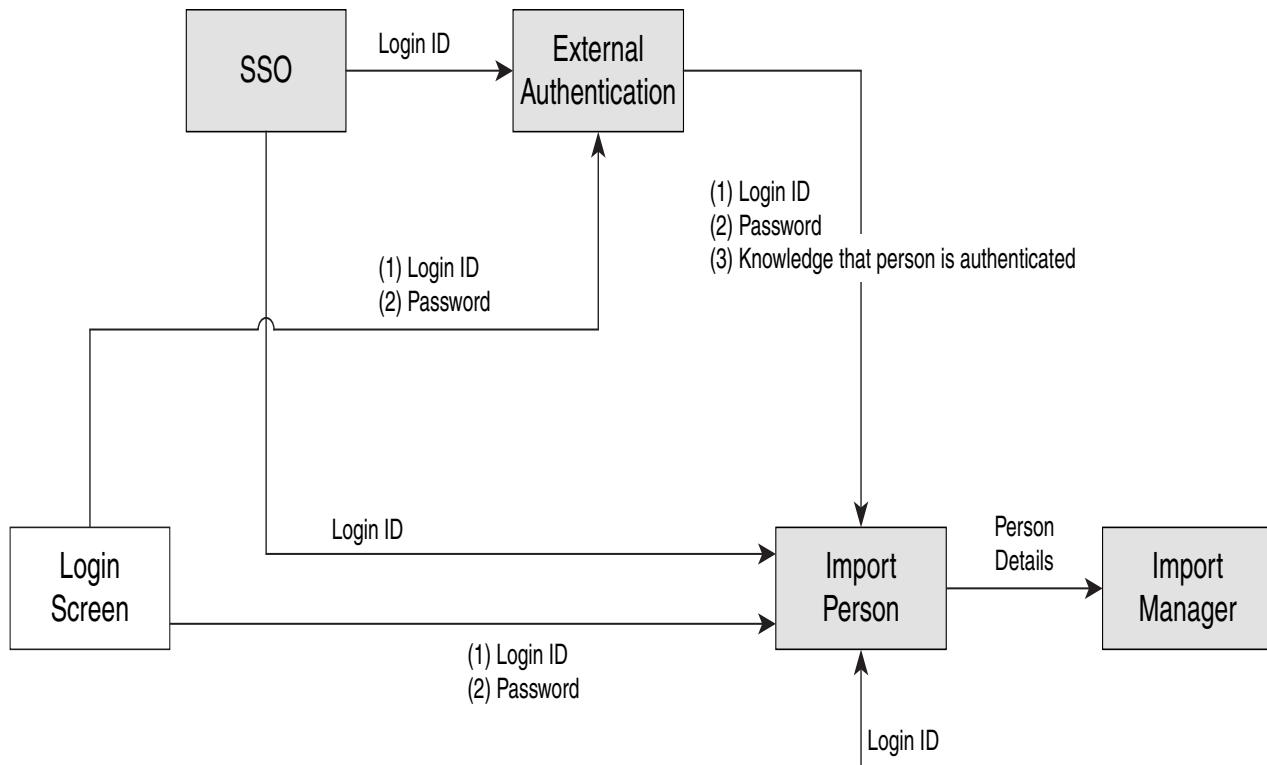 SSO
Login ID
External
Authentication
(1) Login ID
(2) Password
(3) Knowledge that person is authenticated
(1) Login ID
(2) Password
Login ID
Login
Screen
Import
Person
Person
Details
Import
Manager
(1) Login ID
(2) Password
Login ID